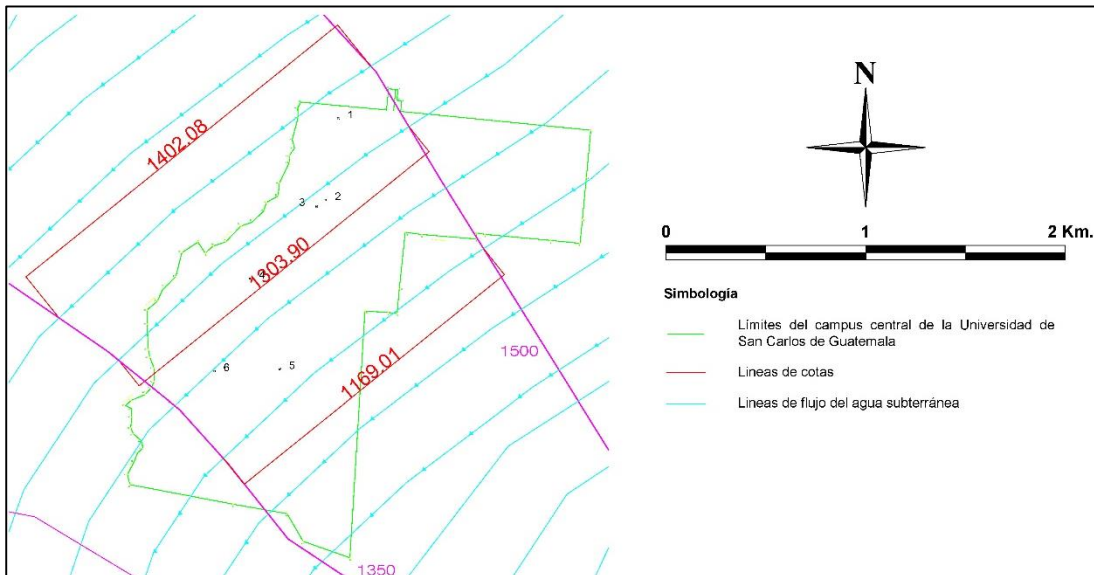 1402.08
1
3
2
1303.90
1169.01
5
6
1500
1350
N
0 1 2 Km.
Simbología
Límites del campus central de la Universidad de
San Carlos de Guatemala
Lineas de cotas
Lineas de flujo del agua subterránea